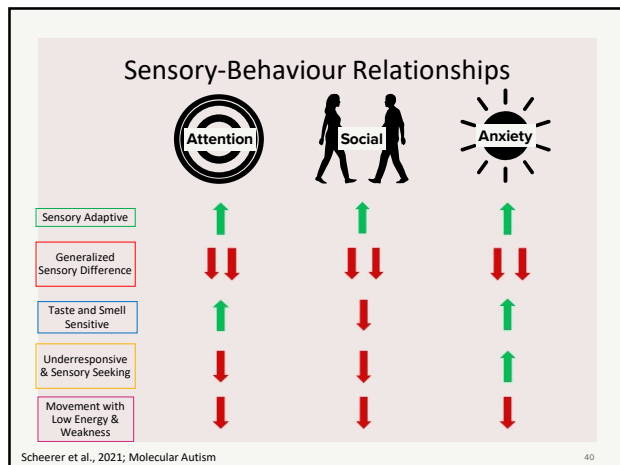 Sensory-Behaviour Relationships
Attention
Social
Anxiety
Sensory Adaptive
Generalized
Sensory Difference
Taste and Smell
Sensitive
Underresponsive
& Sensory Seeking
Movement with
Low Energy &
Weakness
Scheerer et al., 2021; Molecular Autism
40